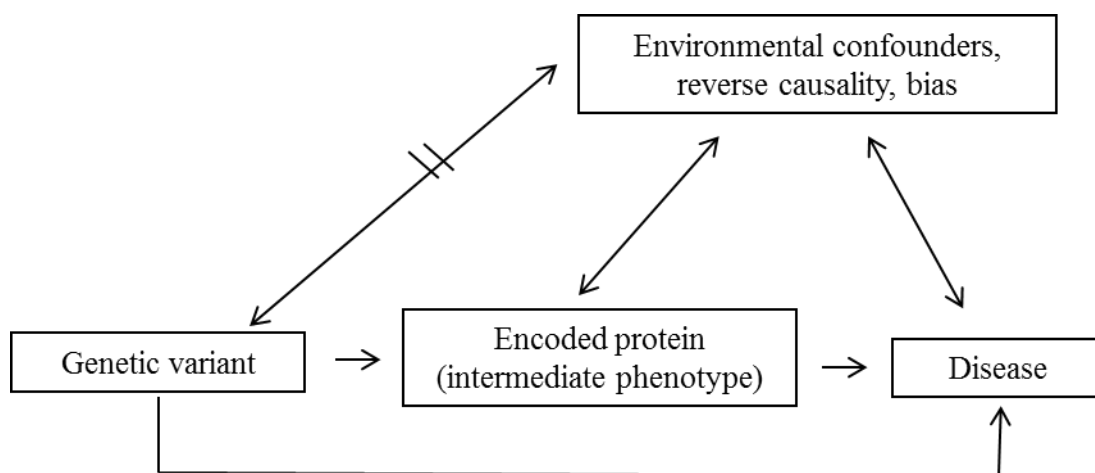 Environmental confounders,
reverse causality, bias
Genetic variant
Encoded protein
(intermediate phenotype)
Disease